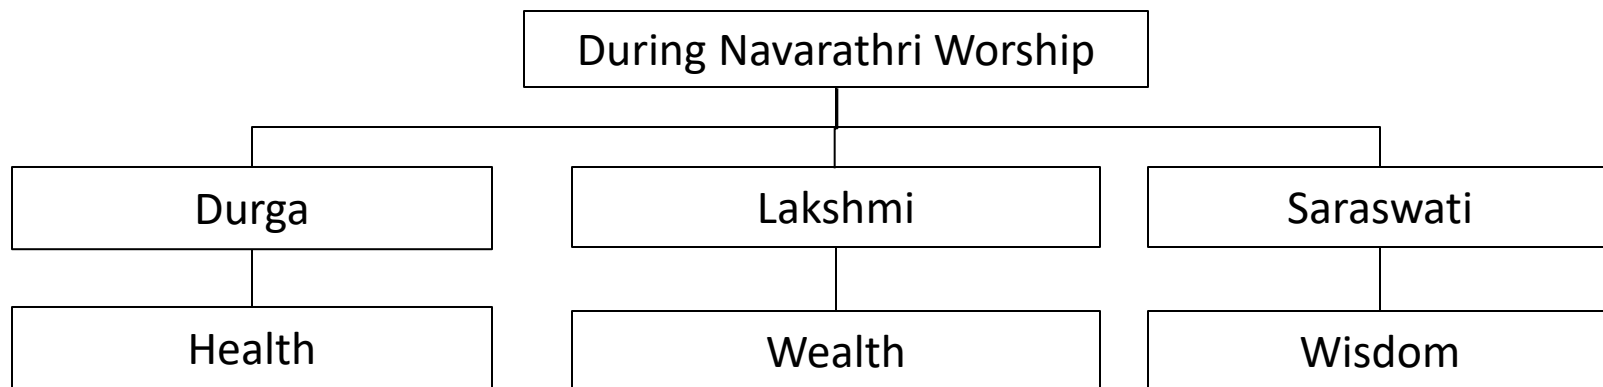 During Navarathri Worship
Durga
Lakshmi
Saraswati
Health
Wealth
Wisdom